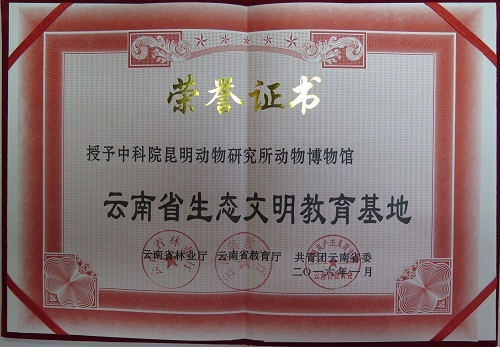 荣誉证书
授予中科院昆明动物研究所动物博物馆
云南省生态文明教育基地
云南省林业厅 云南省教育厅 共青团云南省委
二〇一六年一月